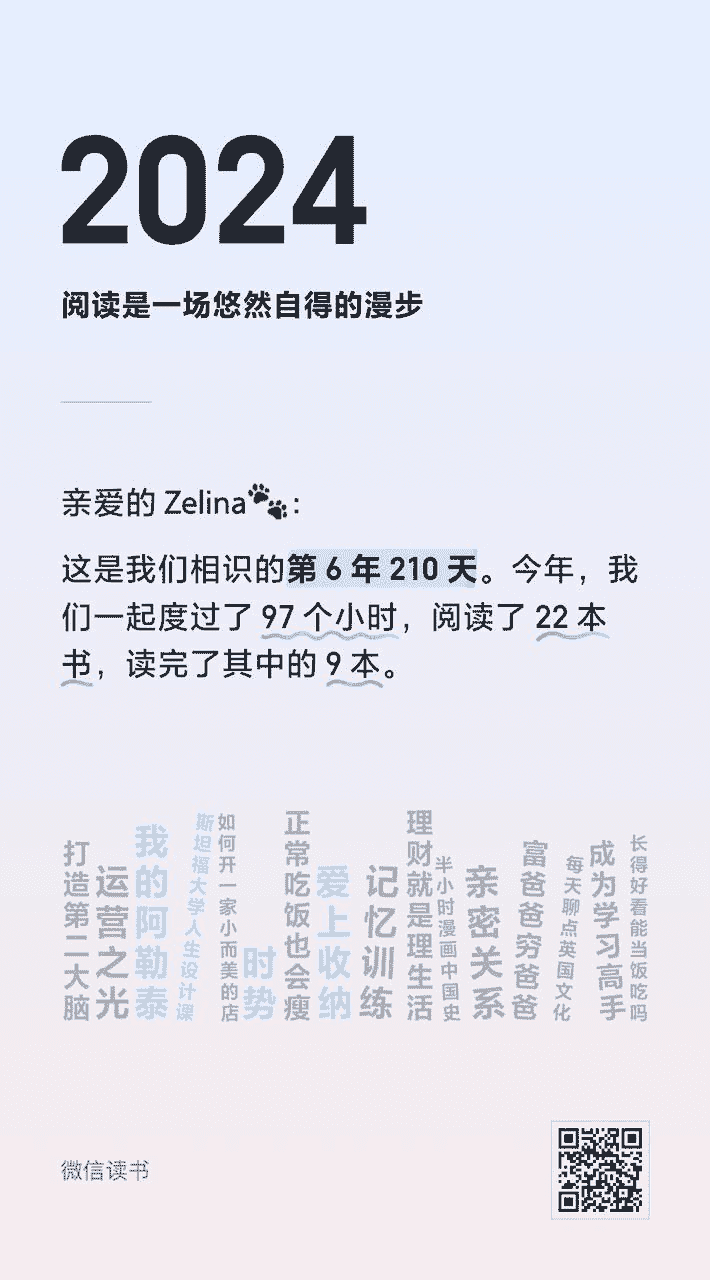 2024
阅读是一场悠然自得的漫步
亲爱的 Zelina🐾：
这是我们相识的第 6 年 210 天。今年，我
们一起度过了 97 个小时，阅读了 22 本
书，读完了其中的 9 本。
打造第二大脑
运营之光
我的阿勒泰
斯坦福大学人生设计课
如何开一家小而美的店
时势
正常吃饭也会瘦
爱上收纳
记忆训练
理财就是理生活
半小时漫画中国史
亲密关系
富爸爸穷爸爸
每天聊点英国文化
成为学习高手
长得好看能当饭吃吗
微信读书